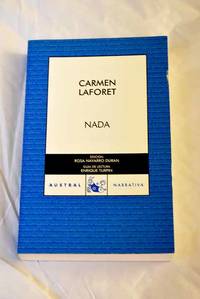 CARMEN
LAFORET
NADA
EDICIÓN
ROSA NAVARRO DURÁN
GUÍA DE LECTURA
ENRIQUE TURPIN
AUSTRAL NARRATIVA